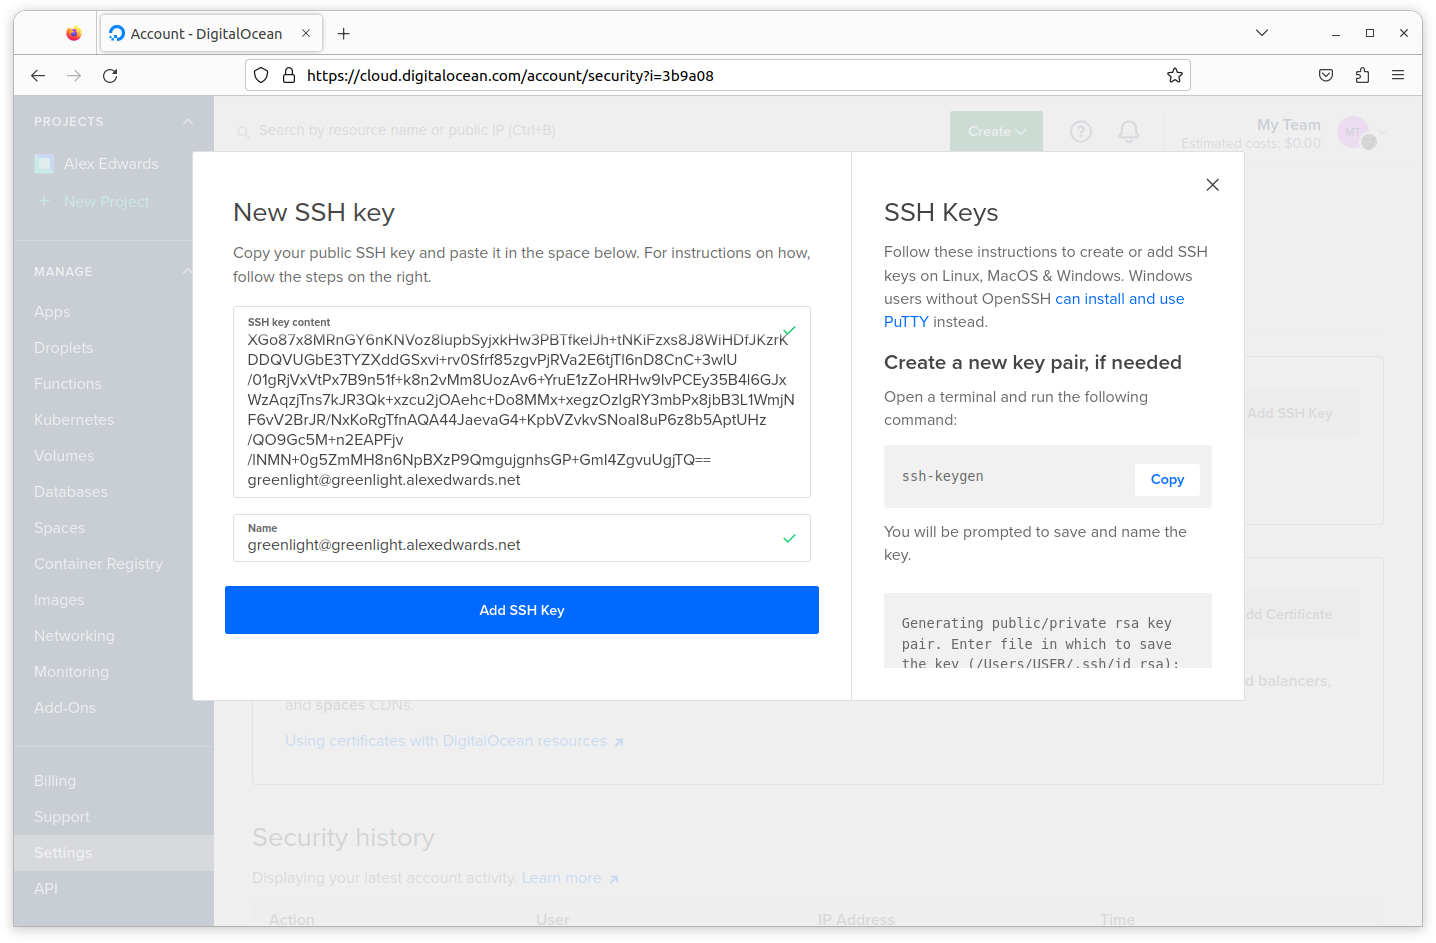 Account - DigitalOcean
https://cloud.digitalocean.com/account/security?i=3b9a08
PROJECTS
Alex Edwards
+ New Project
MANAGE
Apps
Droplets
Functions
Kubernetes
Volumes
Databases
Spaces
Container Registry
Images
Networking
Monitoring
Add-Ons
Billing
Support
Settings
API
Search by resource name or public IP (Ctrl+B)
Create
My Team
Estimated costs: $0.00
MT
New SSH key
Copy your public SSH key and paste it in the space below. For instructions on how,
follow the steps on the right.
SSH key content
XGo87x8MRnGY6nKNVoz8lupbSyjxkHw3PBTfkelJh+tNKiFzxs8J8WiHDfJKzrK
DDQVUGbE3TYZXddGSxvi+rv0Sfrf85zgvPjRVa2E6tjTl6nD8CnC+3wlU
/01gRjVxVtPx7B9n51f+k8n2vMm8UozAv6+YruE1zZoHRHw9lvPCEy35B4l6GJx
WzAqzjTns7kJR3Qk+xzcu2jOAehc+Do8MMx+xegzOzIgRY3mbPx8jbB3L1WmjN
F6vV2BrJR/NxKoRgTfnAQA44JaevaG4+KpbVZvkvSNoal8uP6z8b5AptUHz
/QO9Gc5M+n2EAPFjv
/lNMN+0g5ZmMH8n6NpBXzP9QmgujgnhsGP+GmI4ZgvuUgjTQ==
greenlight@greenlight.alexedwards.net
Name
greenlight@greenlight.alexedwards.net
Add SSH Key
SSH Keys
Follow these instructions to create or add SSH
keys on Linux, MacOS & Windows. Windows
users without OpenSSH can install and use
PuTTY instead.
Create a new key pair, if needed
Open a terminal and run the following
command:
ssh-keygen
Copy
You will be prompted to save and name the
key.
Generating public/private rsa key
pair. Enter file in which to save
the key (/Users/USER/.ssh/id_rsa):
Add SSH Key
dd Certificate
d balancers,
and spaces CDNs.
Using certificates with DigitalOcean resources
Security history
Displaying your latest account activity. Learn more
Action User IP Address Time